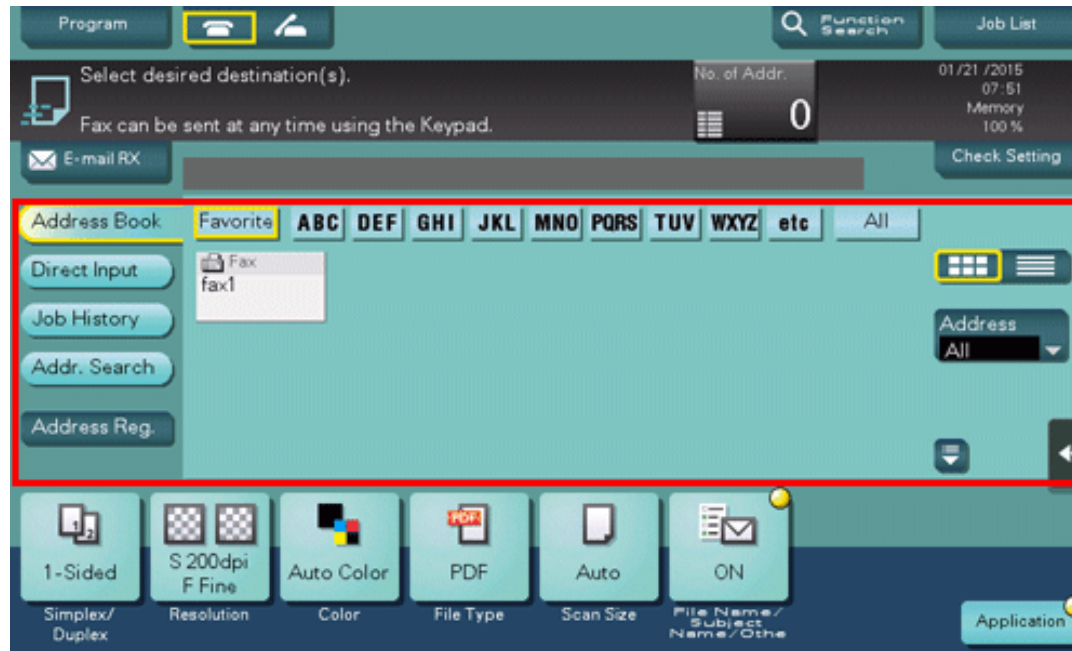 Program
Function
Search
Job List
Select desired destination(s).
No. of Addr.
01/21 /2015
07:51
Memory
100 %
0
Fax can be sent at any time using the Keypad.
E-mail RX
Check Setting
Address Book
Favorite ABC DEF GHI JKL MNO PQRS TUV WXYZ etc All
Direct Input
Fax
fax1
Job History
Address
All
Addr. Search
Address Reg.
1-Sided
S 200dpi
F Fine
Auto Color
PDF
PDF
Auto
ON
Simplex/
Duplex
Resolution
Color
File Type
Scan Size
File Name/
Subject
Name/Othe
Application